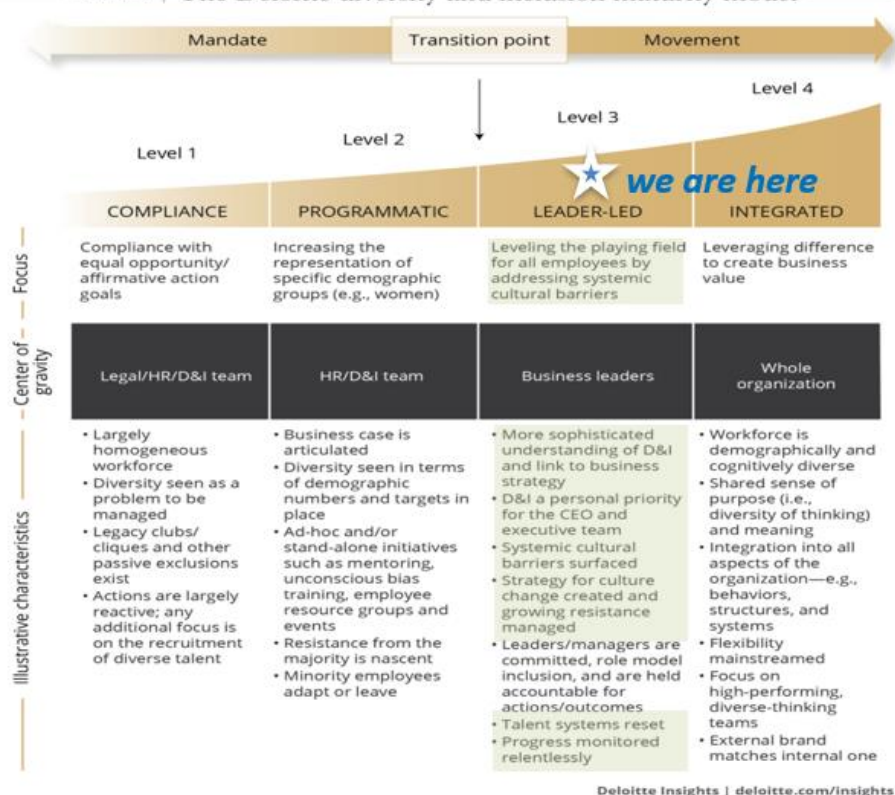 Mandate
Transition point
Movement
Level 1
Level 2
Level 3
Level 4
we are here
COMPLIANCE
PROGRAMMATIC
LEADER-LED
INTEGRATED
Focus
Compliance with
equal opportunity/
affirmative action
goals
Increasing the
representation of
specific demographic
groups (e.g., women)
Leveling the playing field
for all employees by
addressing systemic
cultural barriers
Leveraging difference
to create business
value
Center of
gravity
Legal/HR/D&I team
HR/D&I team
Business leaders
Whole
organization
Illustrative characteristics
• Largely
homogeneous
workforce
• Diversity seen as a
problem to be
managed
• Legacy clubs/
cliques and other
passive exclusions
exist
• Actions are largely
reactive; any
additional focus is
on the recruitment
of diverse talent
• Business case is
articulated
• Diversity seen in terms
of demographic
numbers and targets in
place
• Ad-hoc and/or
stand-alone initiatives
such as mentoring,
unconscious bias
training, employee
resource groups and
events
• Resistance from the
majority is nascent
• Minority employees
adapt or leave
• More sophisticated
understanding of D&I
and link to business
strategy
• D&I a personal priority
for the CEO and
executive team
• Systemic cultural
barriers surfaced
• Strategy for culture
change created and
growing resistance
managed
• Leaders/managers are
committed, role model
inclusion, and are held
accountable for
actions/outcomes
• Talent systems reset
• Progress monitored
relentlessly
• Workforce is
demographically and
cognitively diverse
• Shared sense of
purpose (i.e.,
diversity of thinking)
and meaning
• Integration into all
aspects of the
organization—e.g.,
behaviors,
structures, and
systems
• Flexibility
mainstreamed
• Focus on
high-performing,
diverse-thinking
teams
• External brand
matches internal one
Deloitte Insights | deloitte.com/insights